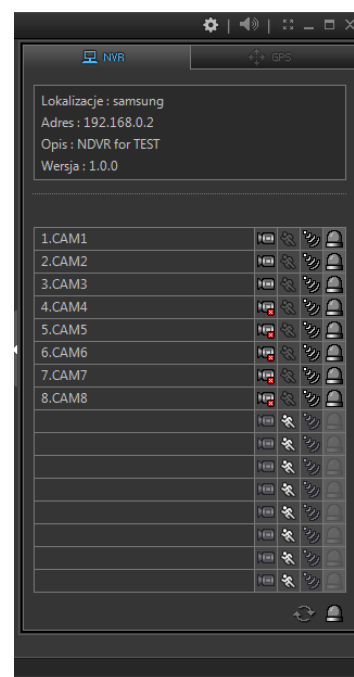 NVR
GPS
Lokalizacje : samsung
Adres : 192.168.0.2
Opis : NDVR for TEST
Wersja : 1.0.0
1.CAM1
2.CAM2
3.CAM3
4.CAM4
5.CAM5
6.CAM6
7.CAM7
8.CAM8